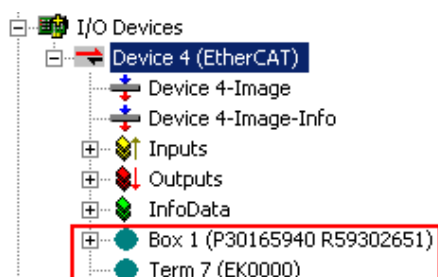 I/O Devices
Device 4 (EtherCAT)
Device 4-Image
Device 4-Image-Info
Inputs
Outputs
InfoData
Box 1 (P30165940 R59302651)
Term 7 (EK0000)